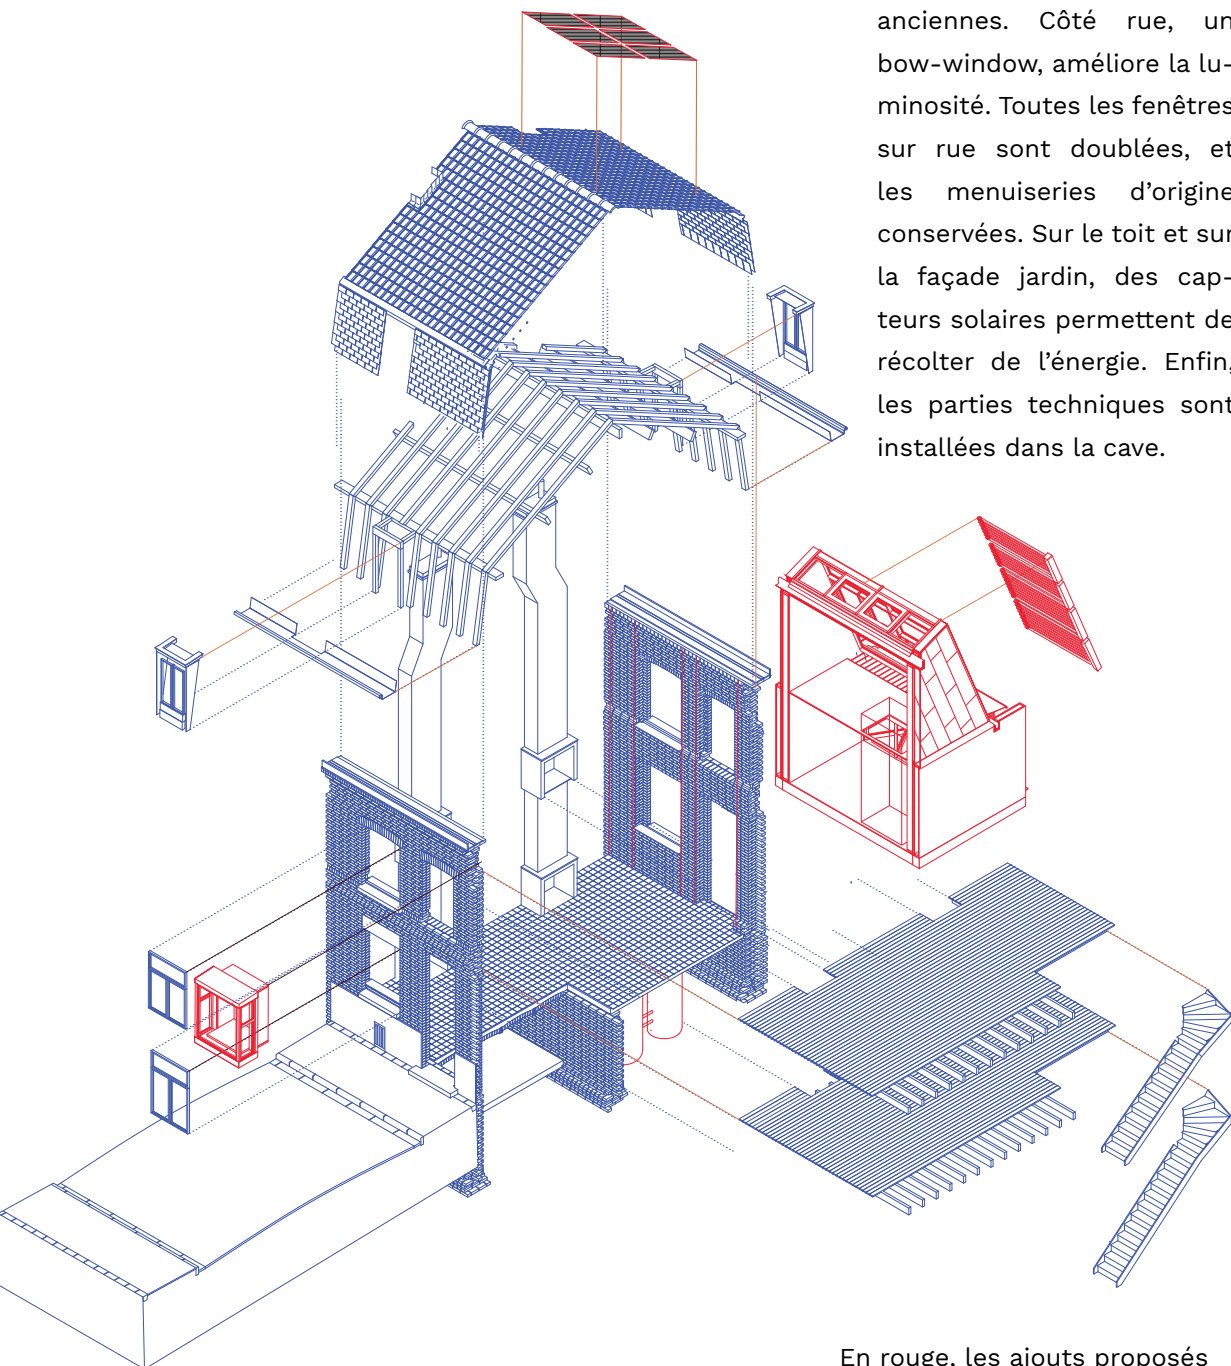 anciennes. Côté rue, un
bow-window, améliore la lu-
minosité. Toutes les fenêtres
sur rue sont doublées, et
les menuiseries d’origine
conservées. Sur le toit et sur
la façade jardin, des cap-
teurs solaires permettent de
récolter de l’énergie. Enfin,
les parties techniques sont
installées dans la cave.
En rouge, les ajouts proposés